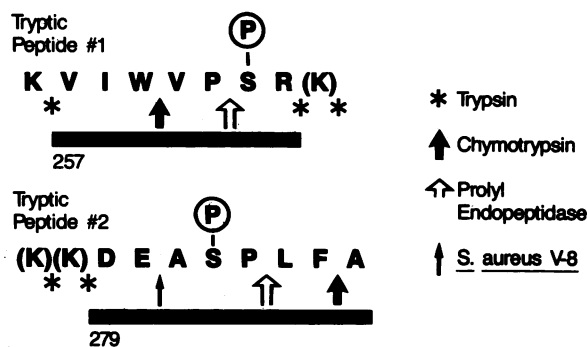 Tryptic
Peptide #1
P
K V I W V P S R (K)
* * *
257
Tryptic
Peptide #2
P
(K)(K) D E A S P L F A
* *
279
* Trypsin
Chymotrypsin
Prolyl
Endopeptidase
S. aureus V-8